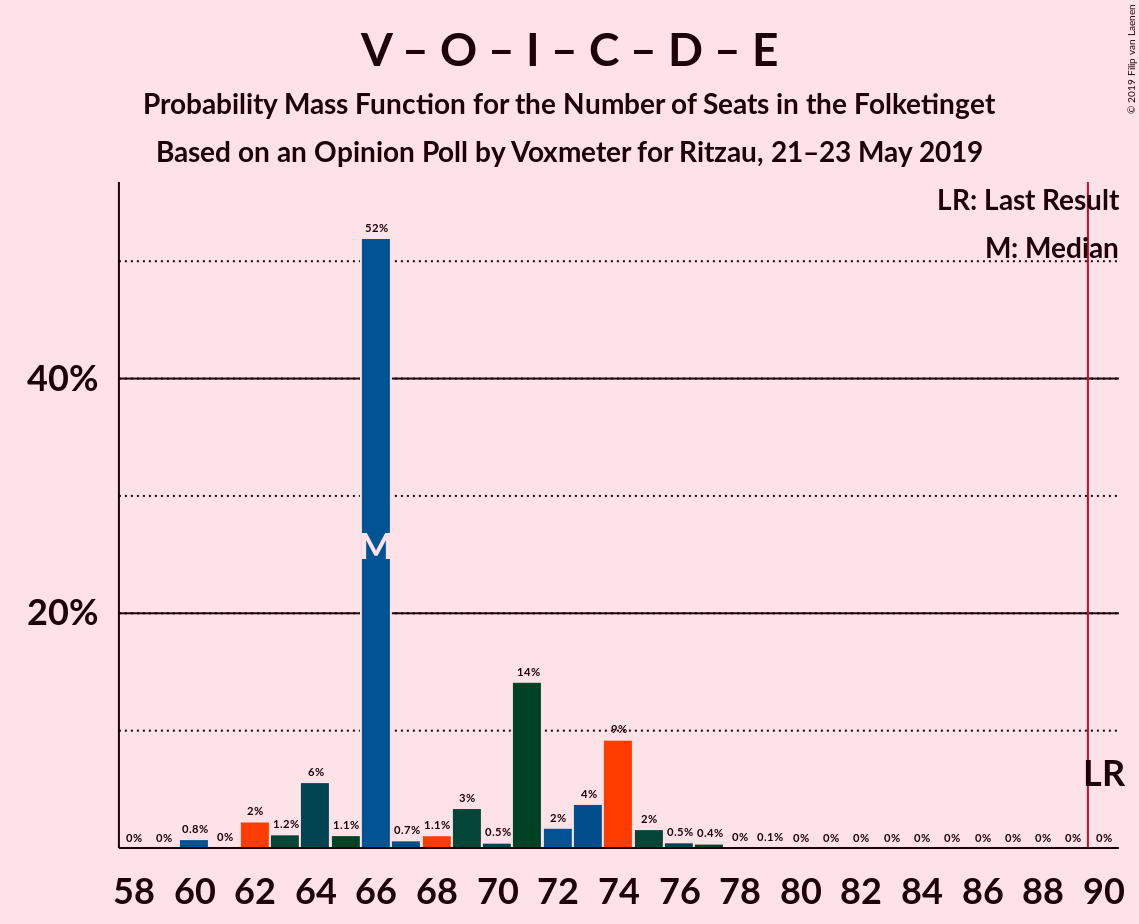 V – O – I – C – D – E
Probability Mass Function for the Number of Seats in the Folketinget
Based on an Opinion Poll by Voxmeter for Ritzau, 21–23 May 2019
© 2019 Filip van Laenen
LR: Last Result
M: Median
40%
20%
0% 0% 0.8% 0% 2% 1.2% 6% 1.1% 52% 0.7% 1.1% 3% 0.5% 14% 2% 4% 9% 2% 0.5% 0.4% 0% 0.1% 0% 0% 0% 0% 0% 0% 0% 0% 0% 0% 0%
M
LR
58 60 62 64 66 68 70 72 74 76 78 80 82 84 86 88 90